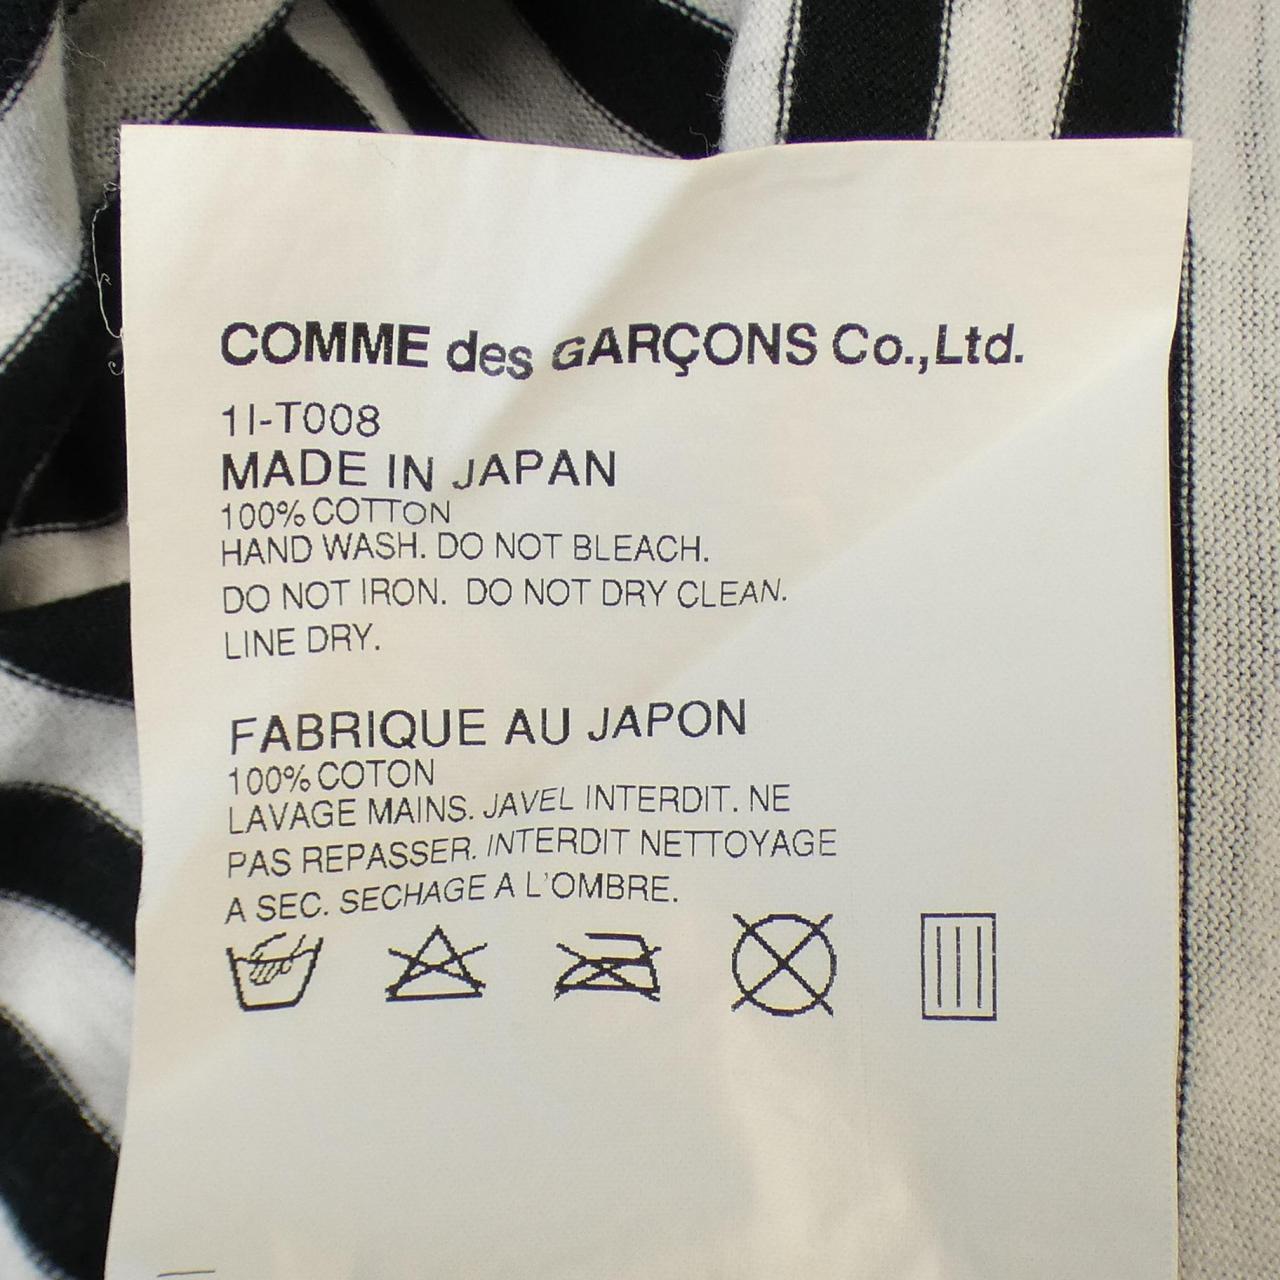 COMME des GARÇONS Co.,Ltd.
1I-T008
MADE IN JAPAN
100% COTTON
HAND WASH. DO NOT BLEACH.
DO NOT IRON. DO NOT DRY CLEAN.
LINE DRY.
FABRIQUE AU JAPON
100% COTON
LAVAGE MAINS. JAVEL INTERDIT. NE
PAS REPASSER. INTERDIT NETTOYAGE
A SEC. SECHAGE A L'OMBRE.